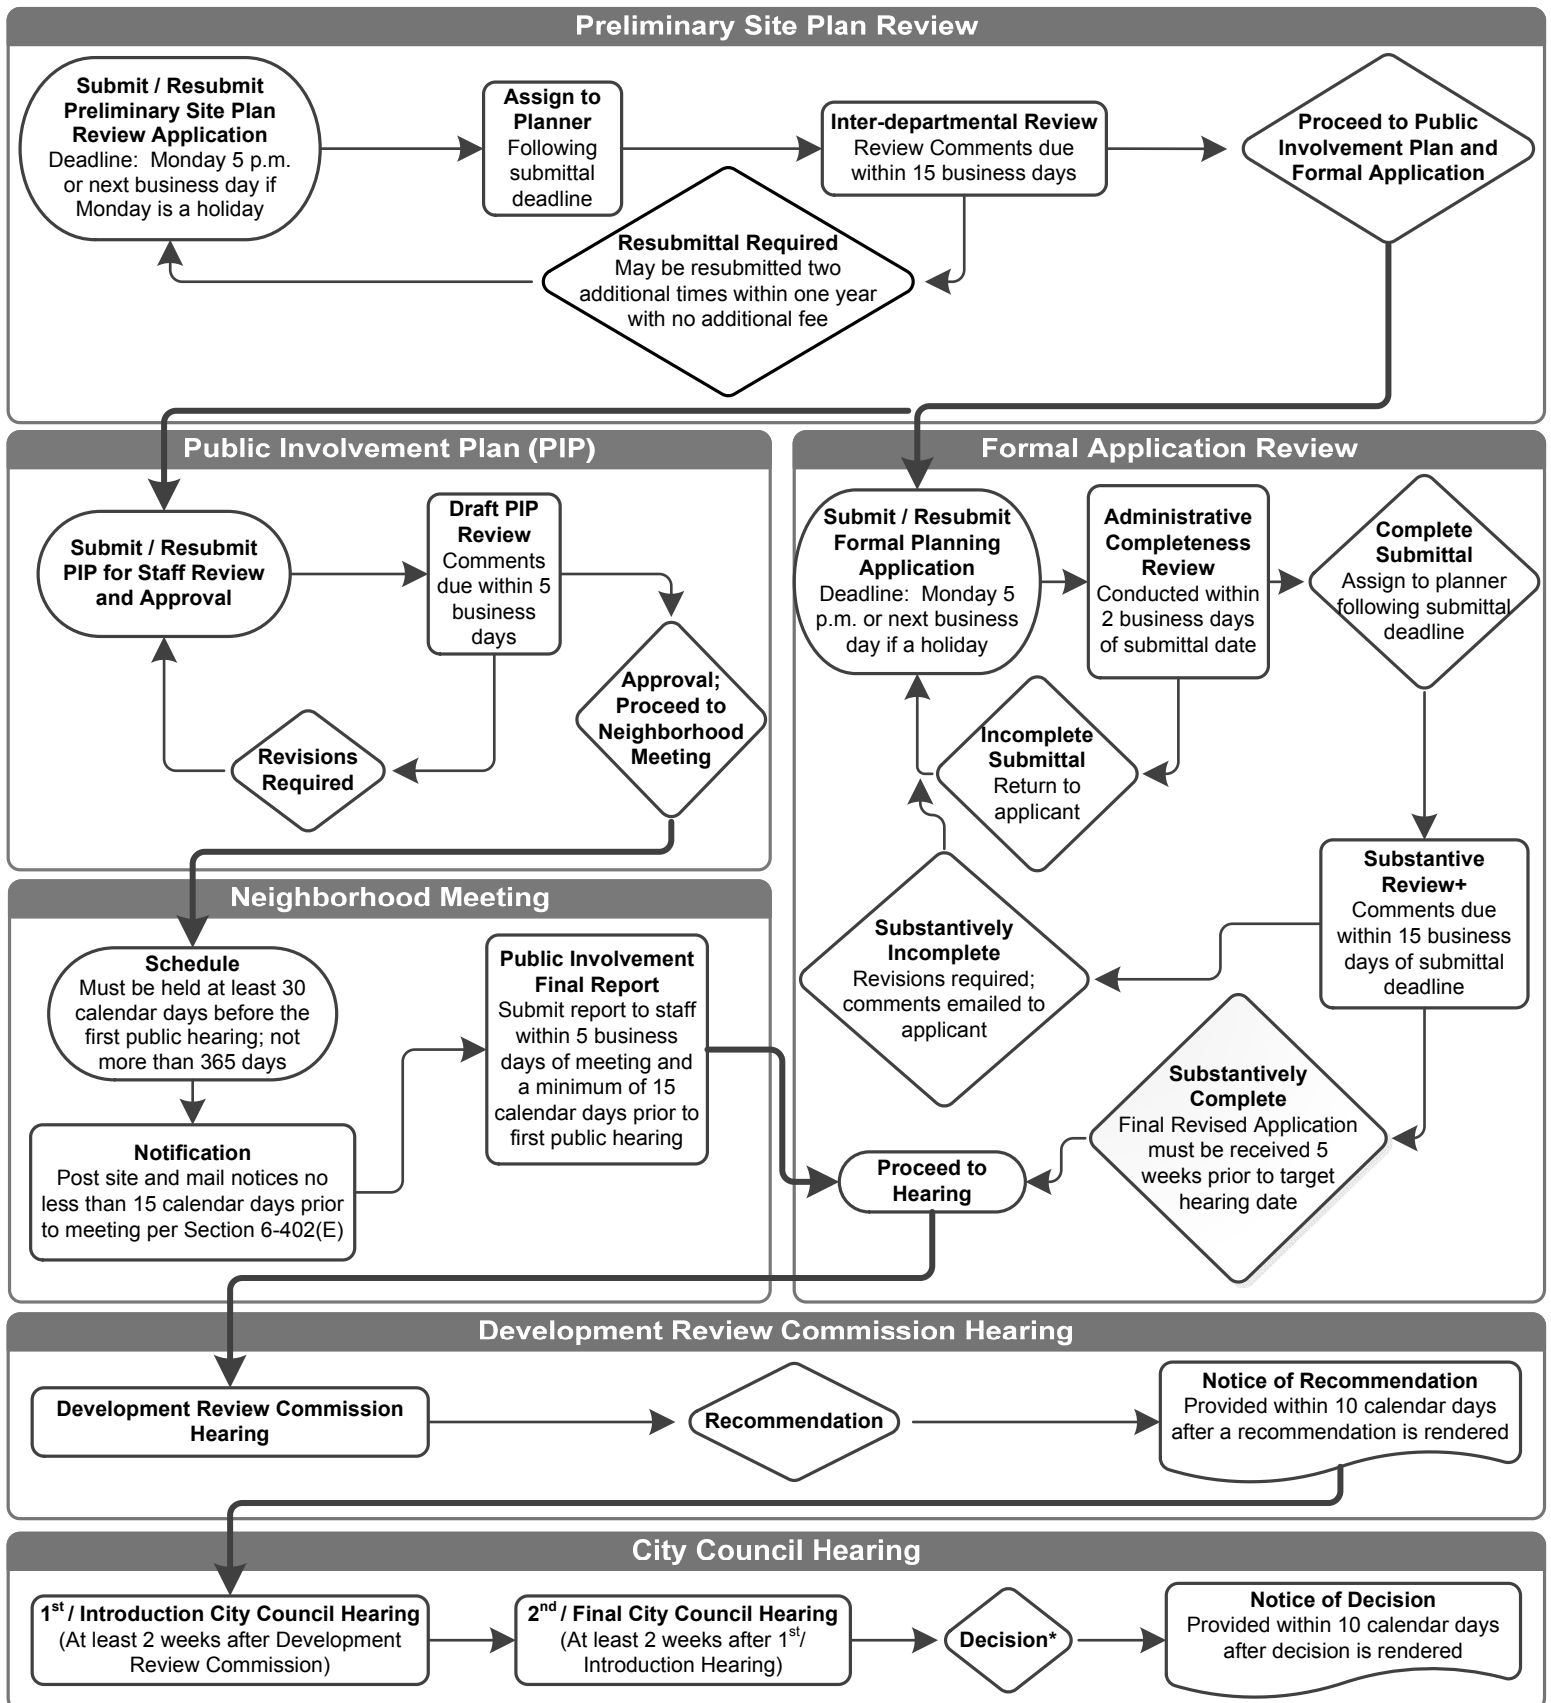 Preliminary Site Plan Review
Submit / Resubmit
Preliminary Site Plan
Review Application
Deadline: Monday 5 p.m.
or next business day if
Monday is a holiday
Assign to
Planner
Following
submittal
deadline
Inter-departmental Review
Review Comments due
within 15 business days
Proceed to Public
Involvement Plan and
Formal Application
Resubmittal Required
May be resubmitted two
additional times within one year
with no additional fee
Public Involvement Plan (PIP)
Submit / Resubmit
PIP for Staff Review
and Approval
Draft PIP
Review
Comments
due within 5
business
days
Approval;
Proceed to
Neighborhood
Meeting
Revisions
Required
Formal Application Review
Submit / Resubmit
Formal Planning
Application
Deadline: Monday 5
p.m. or next business
day if a holiday
Administrative
Completeness
Review
Conducted within
2 business days
of submittal date
Complete
Submittal
Assign to planner
following submittal
deadline
Incomplete
Submittal
Return to
applicant
Substantive
Review+
Comments due
within 15 business
days of submittal
deadline
Substantively
Incomplete
Revisions required;
comments emailed to
applicant
Substantively
Complete
Final Revised Application
must be received 5
weeks prior to target
hearing date
Proceed to
Hearing
Neighborhood Meeting
Schedule
Must be held at least 30
calendar days before the
first public hearing; not
more than 365 days
Notification
Post site and mail notices no
less than 15 calendar days prior
to meeting per Section 6-402(E)
Public Involvement
Final Report
Submit report to staff
within 5 business
days of meeting and
a minimum of 15
calendar days prior to
first public hearing
Development Review Commission Hearing
Development Review Commission
Hearing
Recommendation
Notice of Recommendation
Provided within 10 calendar days
after a recommendation is rendered
City Council Hearing
1st / Introduction City Council Hearing
(At least 2 weeks after Development
Review Commission)
2nd / Final City Council Hearing
(At least 2 weeks after 1st/
Introduction Hearing)
Decision*
Notice of Decision
Provided within 10 calendar days
after decision is rendered